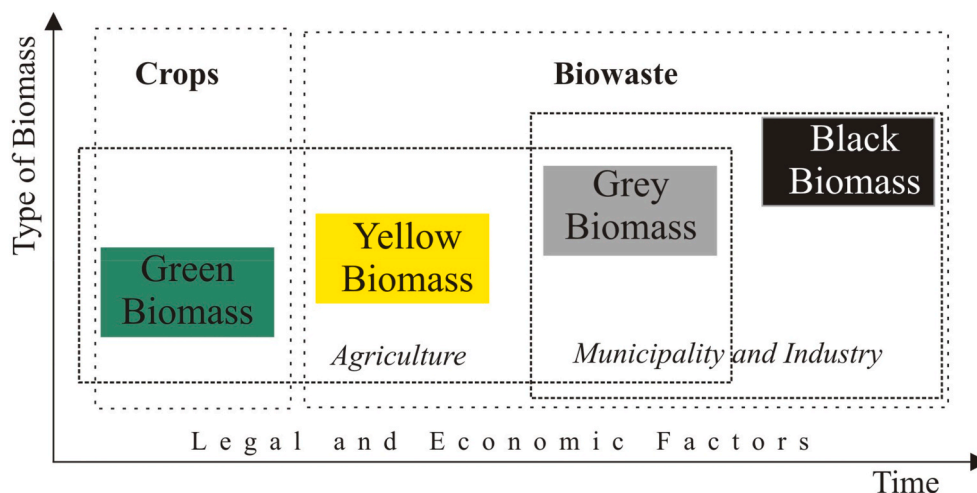 Type of Biomass
Crops
Biowaste
Green
Biomass
Yellow
Biomass
Grey
Biomass
Black
Biomass
Agriculture
Municipality and Industry
Legal and Economic Factors
Time